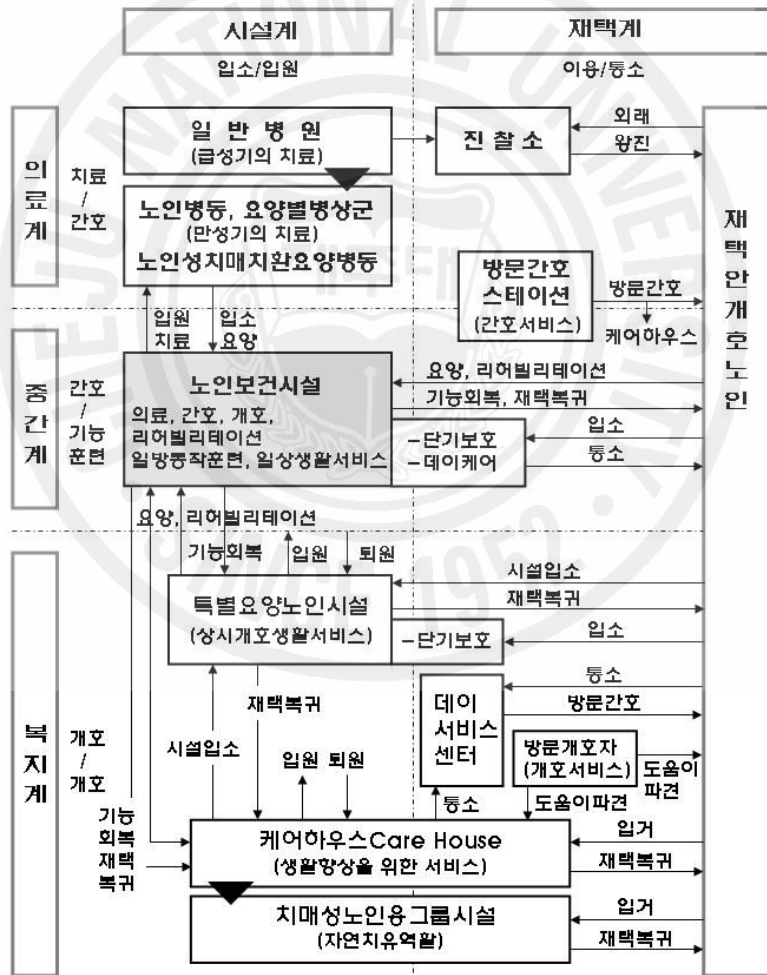 시설계
재택계
입소/입원
이용/통소
의료계
치료
/
간호
일 반 병 원
(급성기의 치료)
진 찰 소
외래
왕진
노인병동, 요양별병상군
(만성기의 치료)
노인성치매치환요양병동
방문간호
스테이션
(간호서비스)
방문간호
케어하우스
재택안개호노인
입원
치료
입소
요양
중간계
간호
/
기능
훈련
노인보건시설
의료, 간호, 개호,
리허빌리테이션
일방동작훈련, 일상생활서비스
요양, 리허빌리테이션
기능회복, 재택복귀
-단기보호
-데이케어
입소
통소
요양, 리허빌리테이션
기능회복
입원
퇴원
복지계
개호
/
개호
특별요양노인시설
(상시개호생활서비스)
시설입소
재택복귀
-단기보호
입소
재택복귀
시설입소
입원 퇴원
데이
서비스
센터
통소
방문간호
방문개호자
(개호서비스)
도움이
파견
통소
도움이파견
기능
회복
재택
복귀
케어하우스Care House
(생활향상을 위한 서비스)
입거
재택복귀
치매성노인용그룹시설
(자연치유역활)
입거
재택복귀
JEJU NATIONAL UNIVERSITY
제주대
SINCE 1952